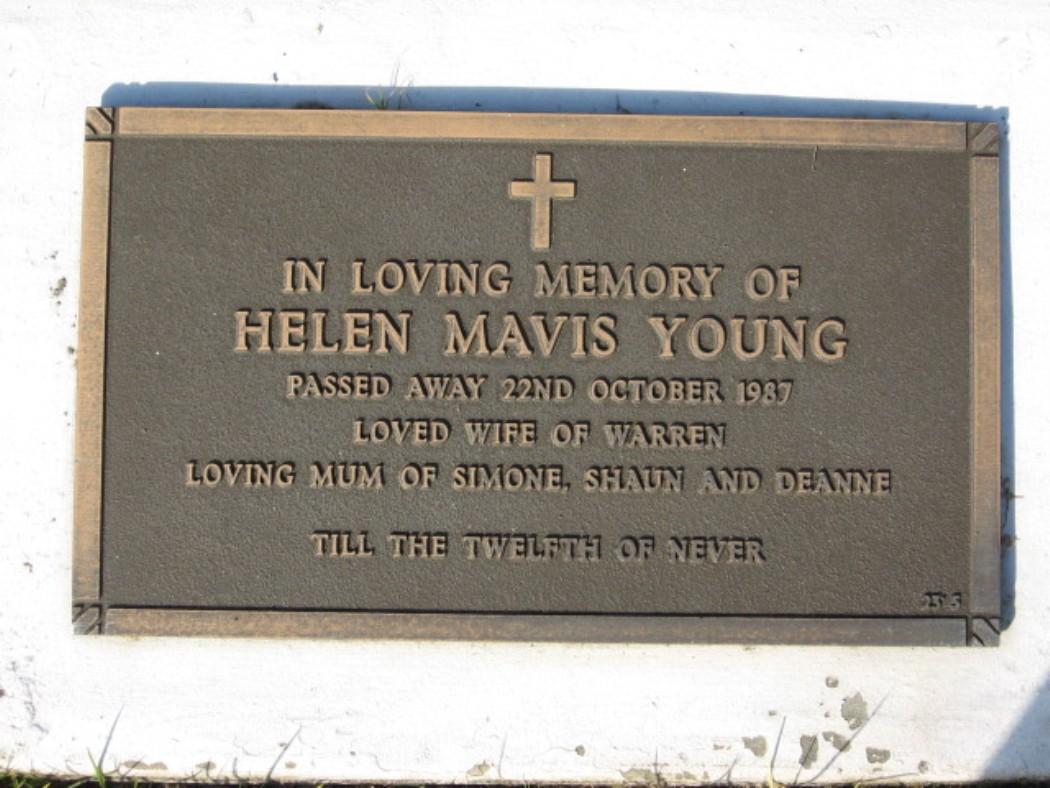 IN LOVING MEMORY OF
HELEN MAVIS YOUNG
PASSED AWAY 22ND OCTOBER 1987
LOVED WIFE OF WARREN
LOVING MUM OF SIMONE, SHAUN AND DEANNE
TILL THE TWELFTH OF NEVER